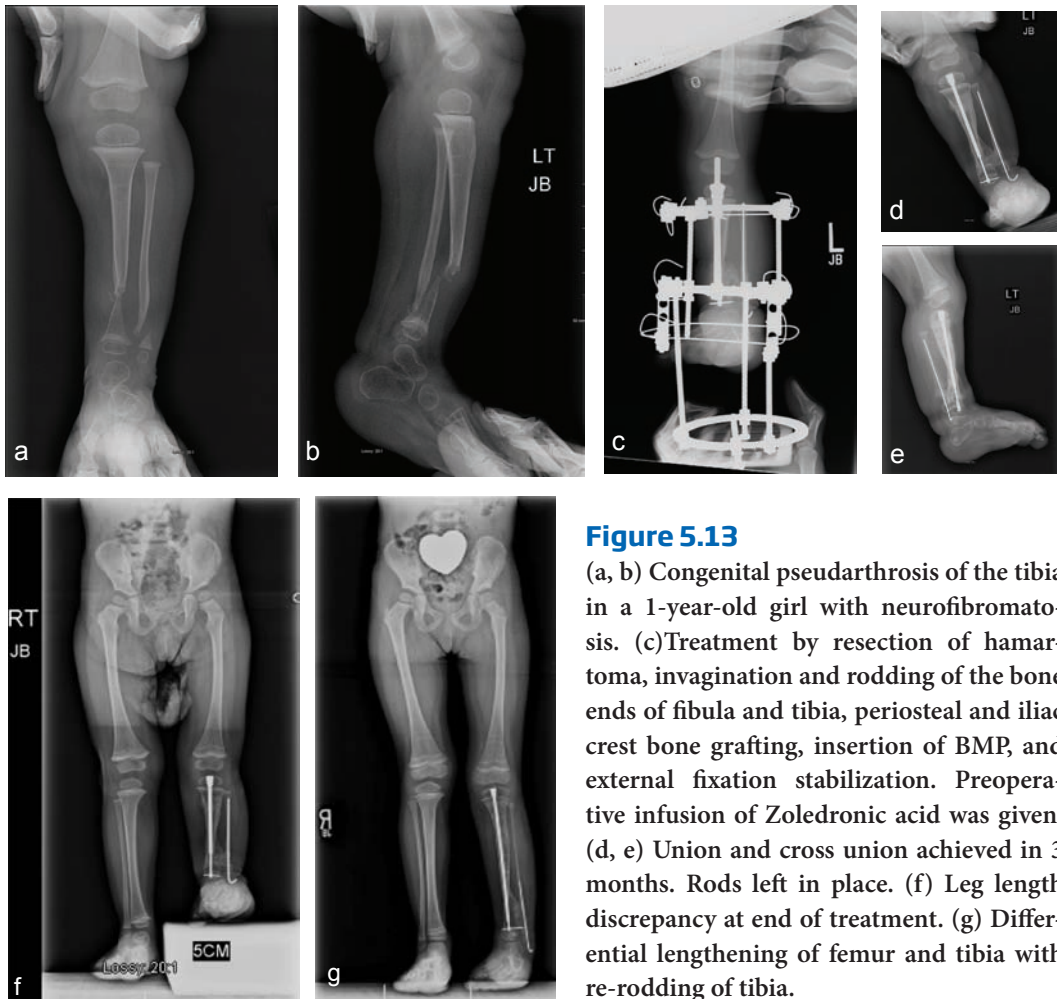 a
b
LT
JB
c
L
JB
d
LT
JB
e
LT
JB
RT
JB
5CM
Lossy 20:1
f
R
g
Figure 5.13
(a, b) Congenital pseudarthrosis of the tibia
in a 1-year-old girl with neurofibromato-
sis. (c)Treatment by resection of hamar-
toma, invagination and rodding of the bone
ends of fibula and tibia, periosteal and iliac
crest bone grafting, insertion of BMP, and
external fixation stabilization. Preopera-
tive infusion of Zoledronic acid was given.
(d, e) Union and cross union achieved in 3
months. Rods left in place. (f) Leg length
discrepancy at end of treatment. (g) Differ-
ential lengthening of femur and tibia with
re-rodding of tibia.